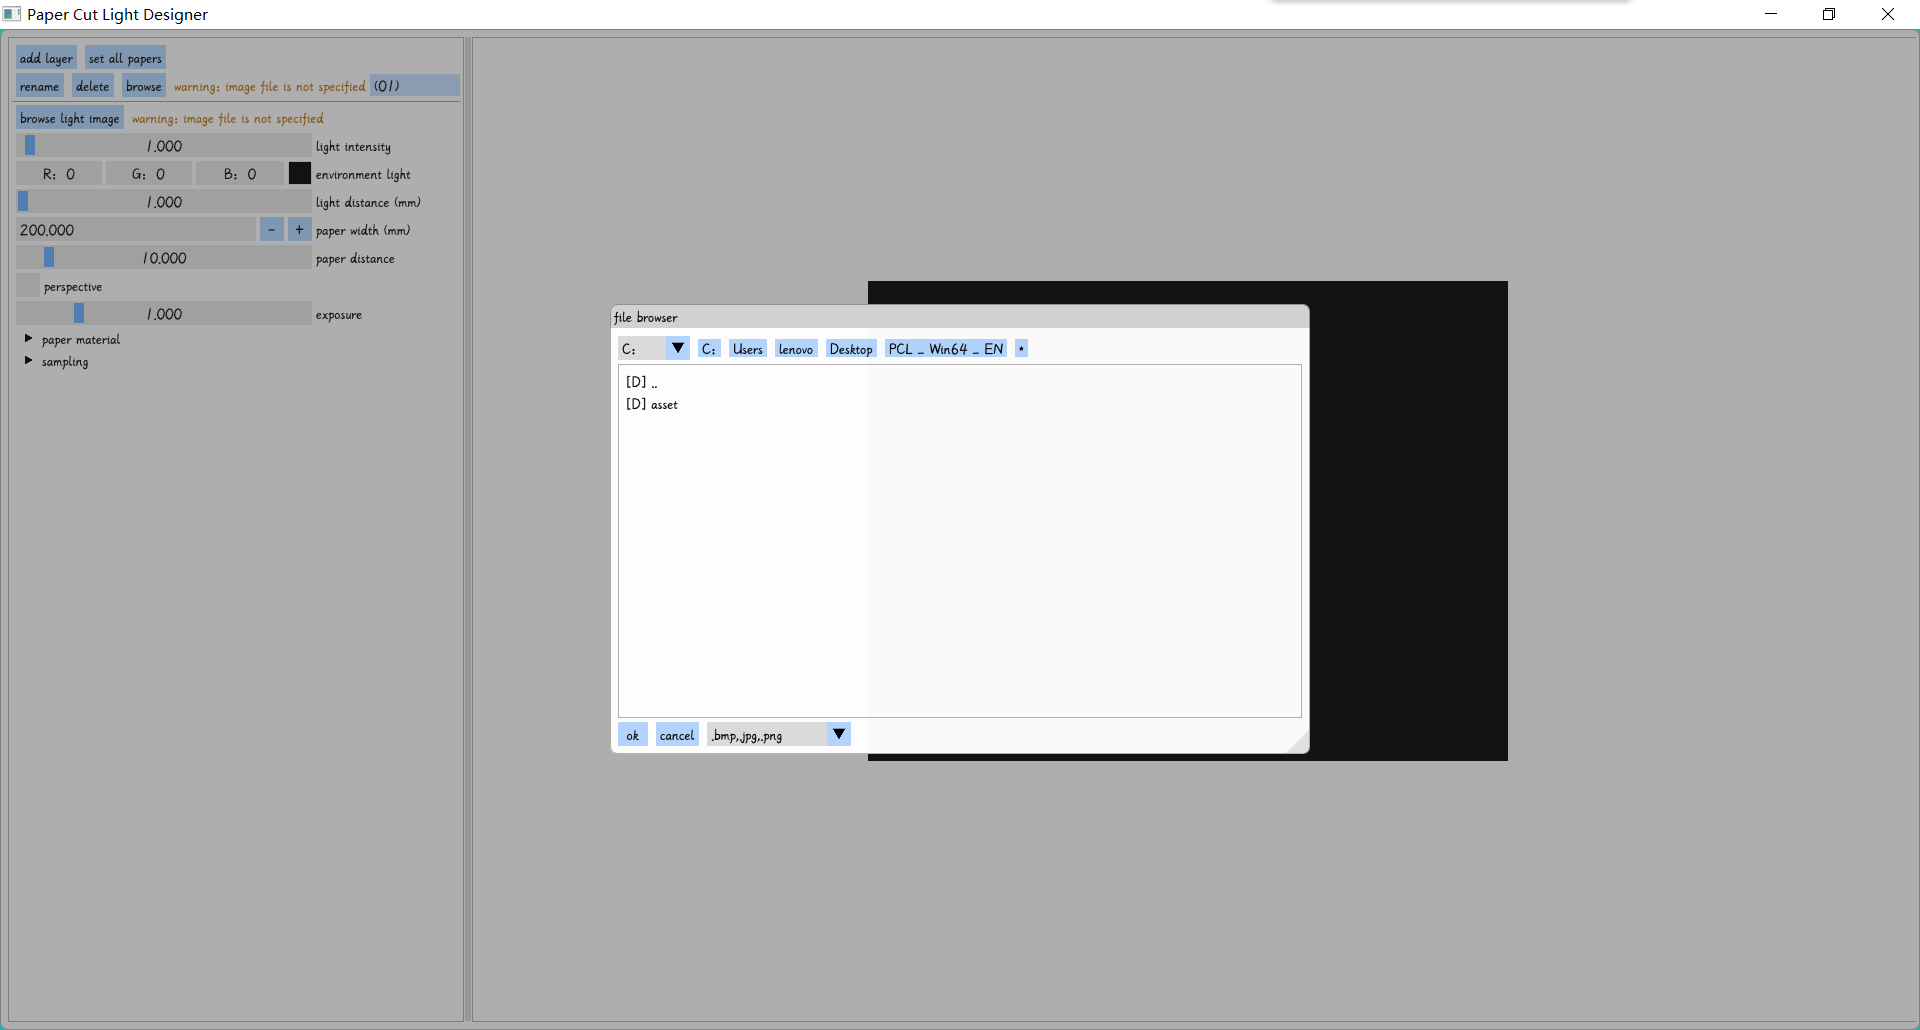 Paper Cut Light Designer
add layer set all papers
rename delete browse warning: image file is not specified (01)
browse light image warning: image file is not specified
1.000 light intensity
R: 0 G: 0 B: 0 environment light
1.000 light distance (mm)
200.000 - + paper width (mm)
10.000 paper distance
perspective
1.000 exposure
paper material
sampling
file browser
C: C: Users lenovo Desktop PCL_Win64_EN *
[D] ..
[D] asset
ok cancel .bmp,.jpg,.png